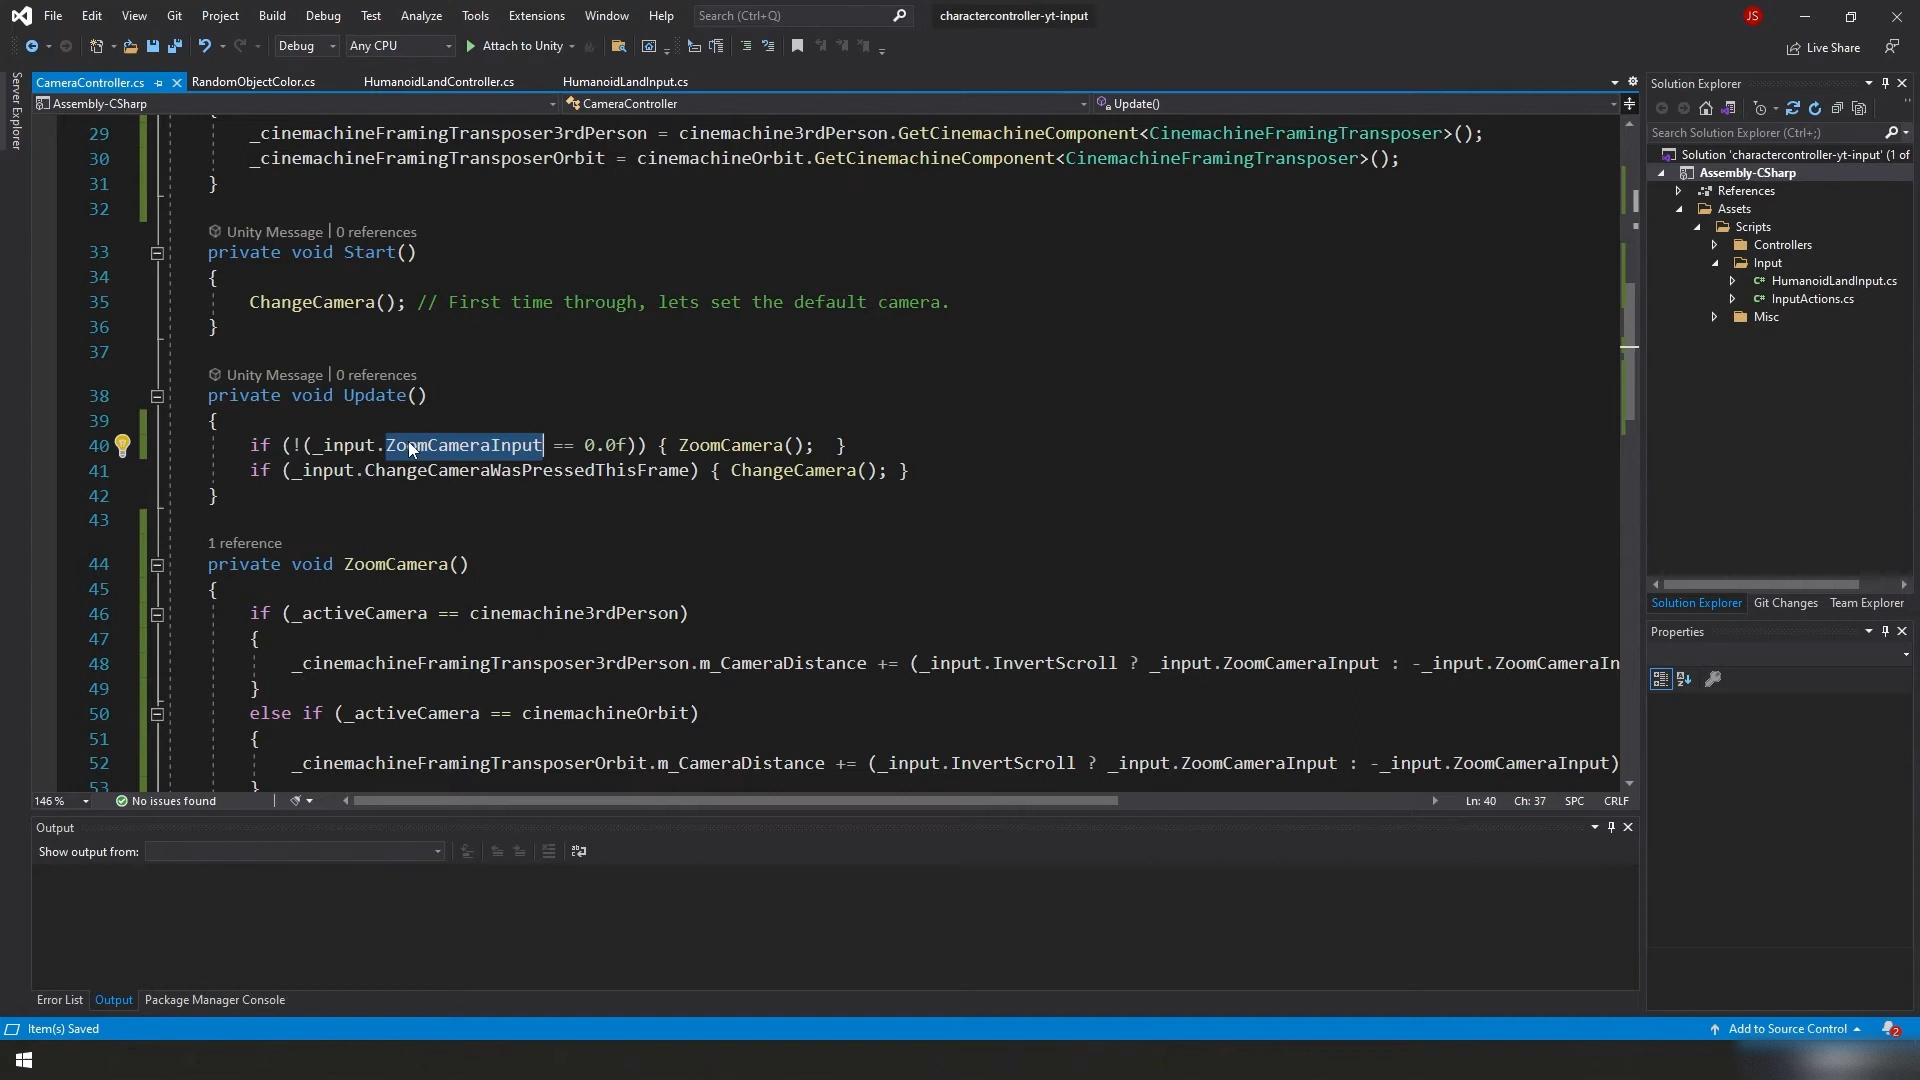 File Edit View Git Project Build Debug Test Analyze Tools Extensions Window Help Search (Ctrl+Q) charactercontroller-yt-input JS
Debug Any CPU Attach to Unity Live Share
Server Explorer
CameraController.cs RandomObjectColor.cs HumanoidLandController.cs HumanoidLandInput.cs
Assembly-CSharp CameraController Update()
29 _cinemachineFramingTransposer3rdPerson = cinemachine3rdPerson.GetCinemachineComponent<CinemachineFramingTransposer>();
30 _cinemachineFramingTransposerOrbit = cinemachineOrbit.GetCinemachineComponent<CinemachineFramingTransposer>();
31 }
32
Unity Message | 0 references
33 private void Start()
34 {
35 ChangeCamera(); // First time through, lets set the default camera.
36 }
37
Unity Message | 0 references
38 private void Update()
39 {
40 if (!(_input.ZoomCameraInput == 0.0f)) { ZoomCamera(); }
41 if (_input.ChangeCameraWasPressedThisFrame) { ChangeCamera(); }
42 }
43
1 reference
44 private void ZoomCamera()
45 {
46 if (_activeCamera == cinemachine3rdPerson)
47 {
48 _cinemachineFramingTransposer3rdPerson.m_CameraDistance += (_input.InvertScroll ? _input.ZoomCameraInput : -_input.ZoomCameraIn
49 }
50 else if (_activeCamera == cinemachineOrbit)
51 {
52 _cinemachineFramingTransposerOrbit.m_CameraDistance += (_input.InvertScroll ? _input.ZoomCameraInput : -_input.ZoomCameraInput)
53 }
146 % No issues found Ln: 40 Ch: 37 SPC CRLF
Output
Show output from:
Error List Output Package Manager Console
Solution Explorer
Search Solution Explorer (Ctrl+;)
Solution 'charactercontroller-yt-input' (1 of
Assembly-CSharp
References
Assets
Scripts
Controllers
Input
C# HumanoidLandInput.cs
C# InputActions.cs
Misc
Solution Explorer Git Changes Team Explorer
Properties
Item(s) Saved Add to Source Control 2